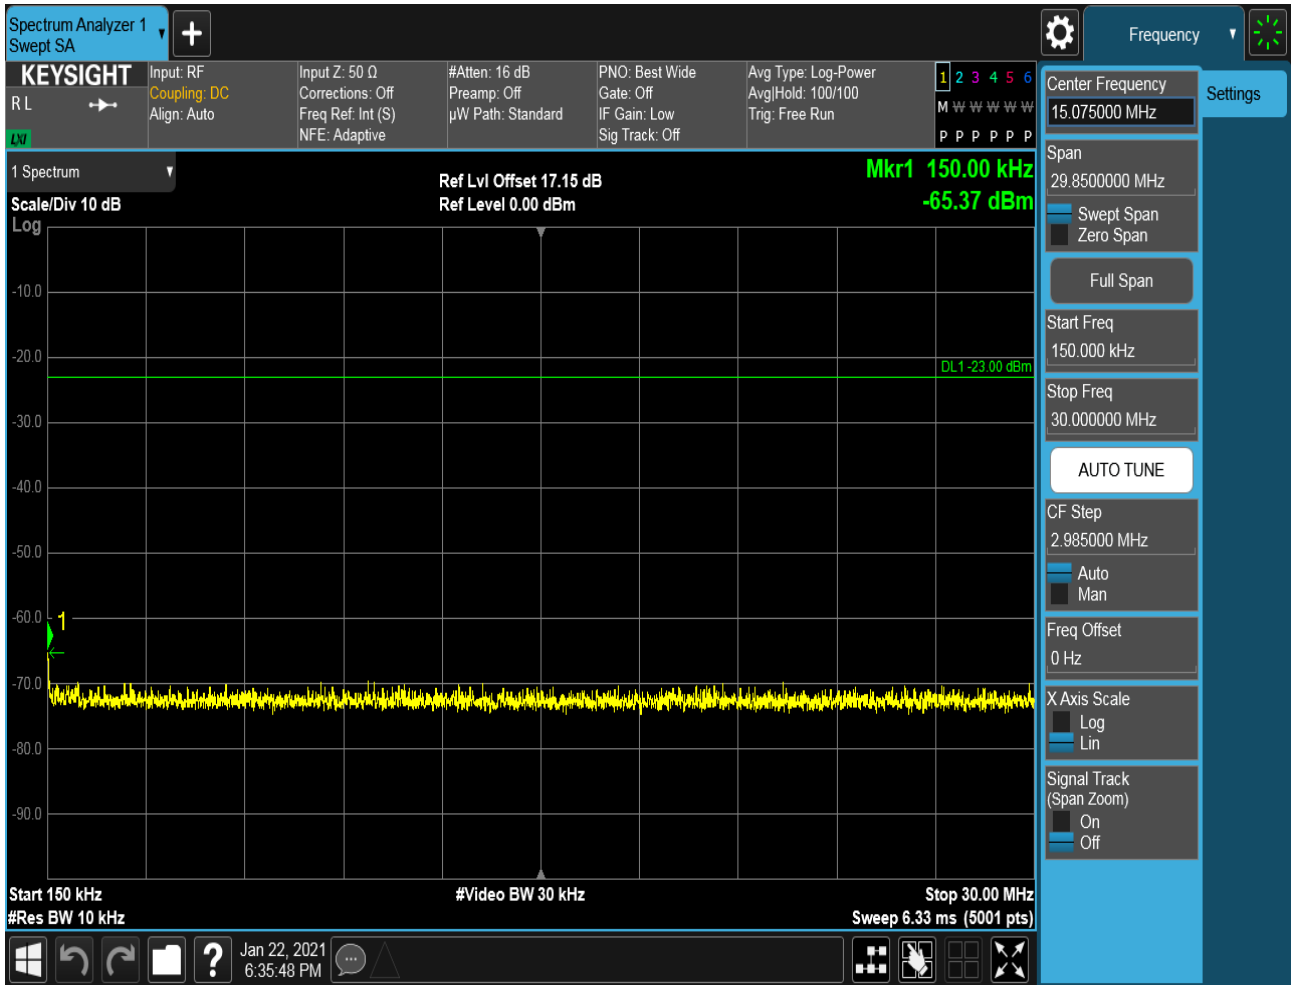 Spectrum Analyzer 1
Swept SA
Frequency
KEYSIGHT
R L
LXI
Input: RF
Coupling: DC
Align: Auto
Input Z: 50 Ω
Corrections: Off
Freq Ref: Int (S)
NFE: Adaptive
#Atten: 16 dB
Preamp: Off
µW Path: Standard
PNO: Best Wide
Gate: Off
IF Gain: Low
Sig Track: Off
Avg Type: Log-Power
Avg|Hold: 100/100
Trig: Free Run
1 2 3 4 5 6
M W W W W W
P P P P P P
1 Spectrum
Scale/Div 10 dB
Log
Ref Lvl Offset 17.15 dB
Ref Level 0.00 dBm
Mkr1 150.00 kHz
-65.37 dBm
-10.0
-20.0
DL1 -23.00 dBm
-30.0
-40.0
-50.0
-60.0
1
-70.0
-80.0
-90.0
Start 150 kHz
#Video BW 30 kHz
Stop 30.00 MHz
#Res BW 10 kHz
Sweep 6.33 ms (5001 pts)
?
Jan 22, 2021
6:35:48 PM
Center Frequency
15.075000 MHz
Settings
Span
29.8500000 MHz
Swept Span
Zero Span
Full Span
Start Freq
150.000 kHz
Stop Freq
30.000000 MHz
AUTO TUNE
CF Step
2.985000 MHz
Auto
Man
Freq Offset
0 Hz
X Axis Scale
Log
Lin
Signal Track
(Span Zoom)
On
Off